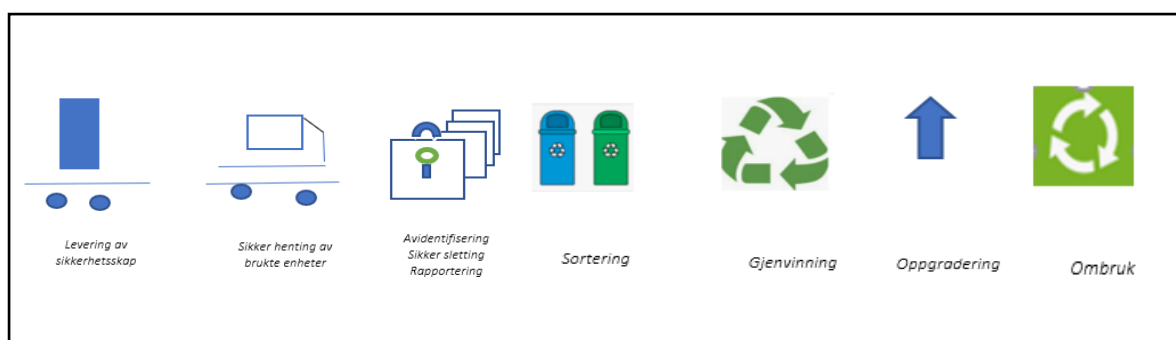 Levering av
sikkerhetsskap
Sikker henting av
brukte enheter
Avidentifisering
Sikker sletting
Rapportering
Sortering
Gjenvinning
Oppgradering
Ombruk